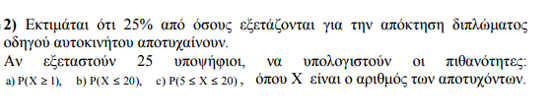 2) Εκτιμάται ότι 25% από όσους εξετάζονται για την απόκτηση διπλώματος
οδηγού αυτοκινήτου αποτυχαίνουν.
Αν εξεταστούν 25 υποψήφιοι, να υπολογιστούν οι πιθανότητες:
a) P(X ≥ 1), b) P(X ≤ 20), c) P(5 ≤ X ≤ 20), όπου X είναι ο αριθμός των αποτυχόντων.